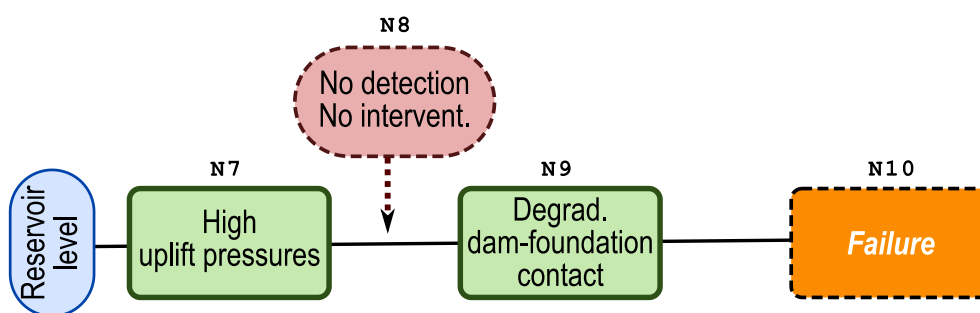 N8
No detection
No intervent.
N7
N9
N10
Reservoir
level
High
uplift pressures
Degrad.
dam-foundation
contact
Failure